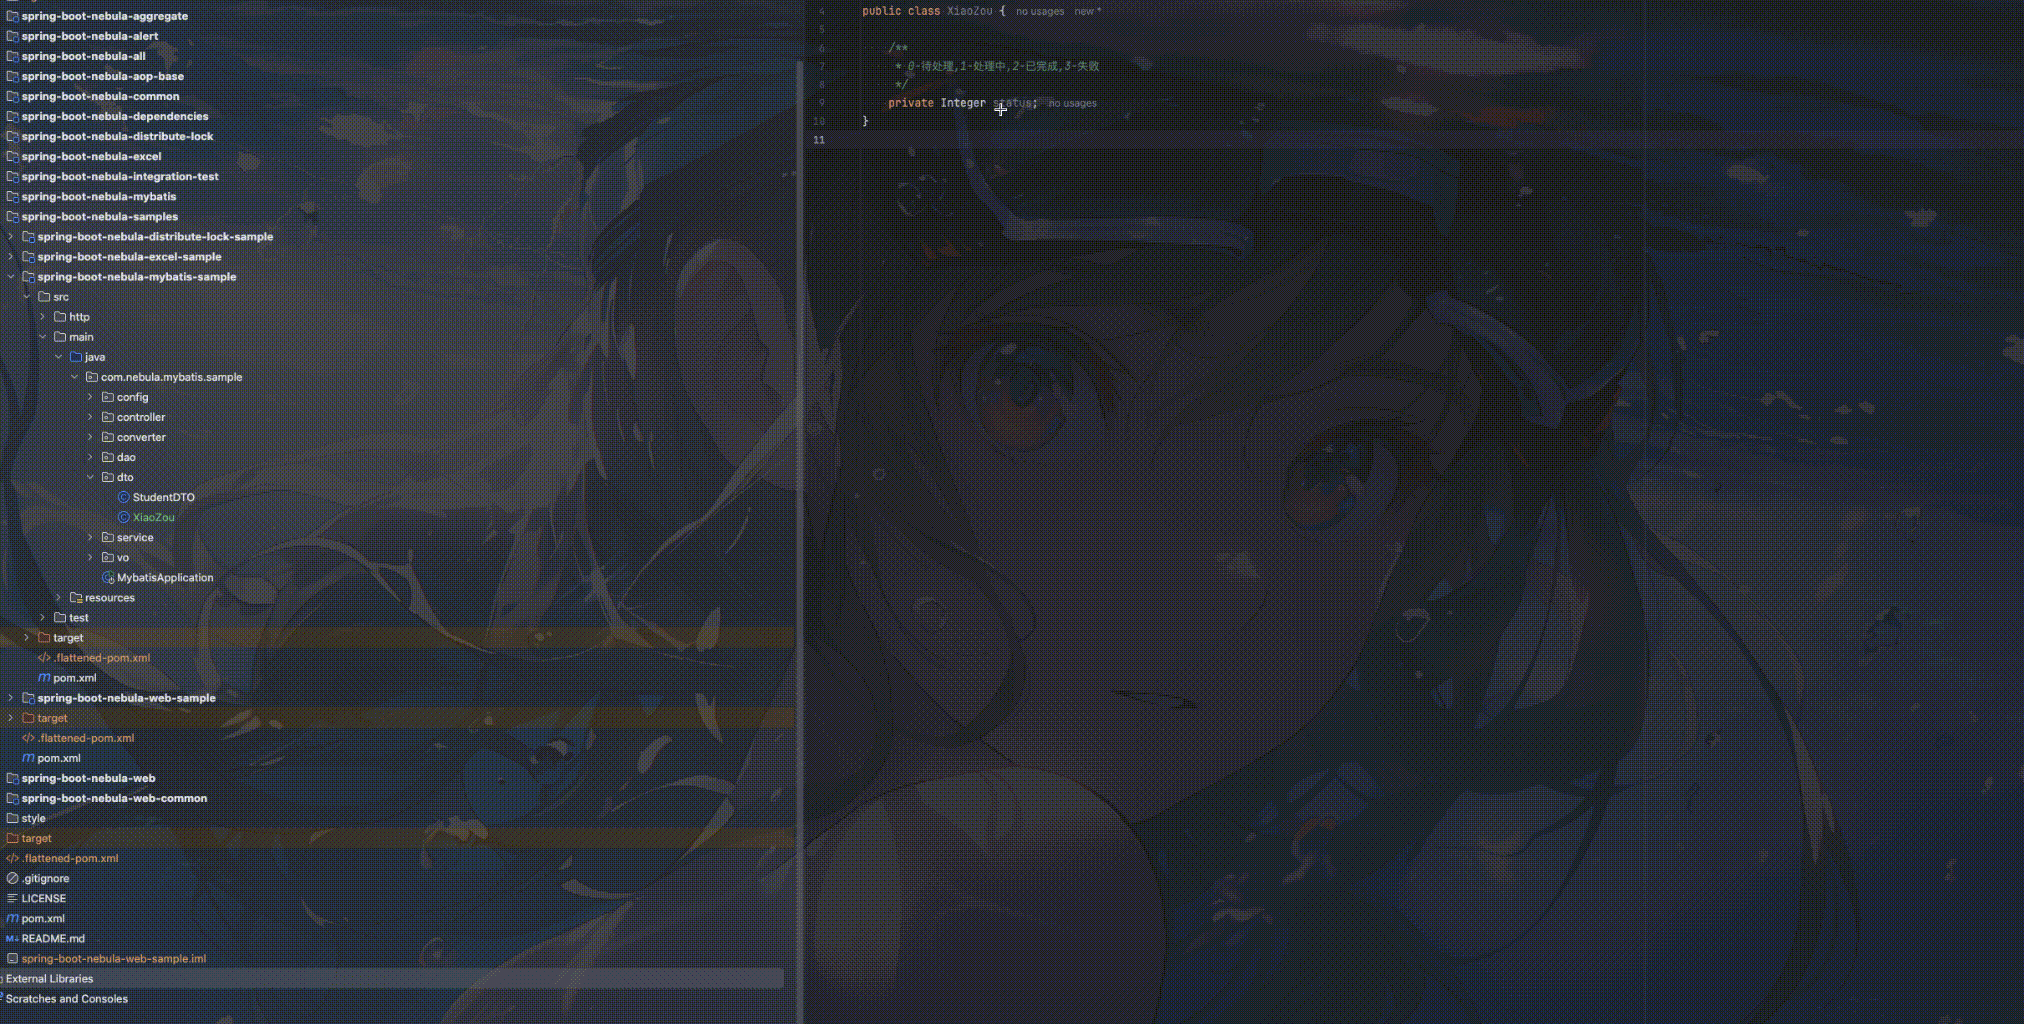 spring-boot-nebula-aggregate
spring-boot-nebula-alert
spring-boot-nebula-all
spring-boot-nebula-aop-base
spring-boot-nebula-common
spring-boot-nebula-dependencies
spring-boot-nebula-distribute-lock
spring-boot-nebula-excel
spring-boot-nebula-integration-test
spring-boot-nebula-mybatis
spring-boot-nebula-samples
spring-boot-nebula-distribute-lock-sample
spring-boot-nebula-excel-sample
spring-boot-nebula-mybatis-sample
src
http
main
java
com.nebula.mybatis.sample
config
controller
converter
dao
dto
StudentDTO
XiaoZou
service
vo
MybatisApplication
resources
test
target
.flattened-pom.xml
pom.xml
spring-boot-nebula-web-sample
target
.flattened-pom.xml
pom.xml
spring-boot-nebula-web
spring-boot-nebula-web-common
style
target
.flattened-pom.xml
.gitignore
LICENSE
pom.xml
README.md
spring-boot-nebula-web-sample.iml
External Libraries
Scratches and Consoles
4 public class XiaoZou { no usages new *
5
6 /**
7 * 0-待处理,1-处理中,2-已完成,3-失败
8 */
9 private Integer status; no usages
10 }
11